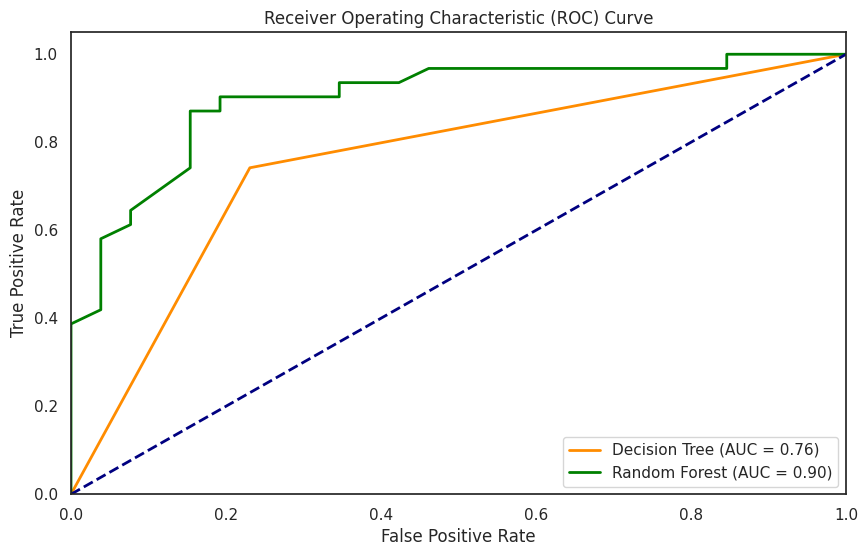 Receiver Operating Characteristic (ROC) Curve
True Positive Rate
1.0
0.8
0.6
0.4
0.2
0.0
Decision Tree (AUC = 0.76)
Random Forest (AUC = 0.90)
0.0 0.2 0.4 0.6 0.8 1.0
False Positive Rate